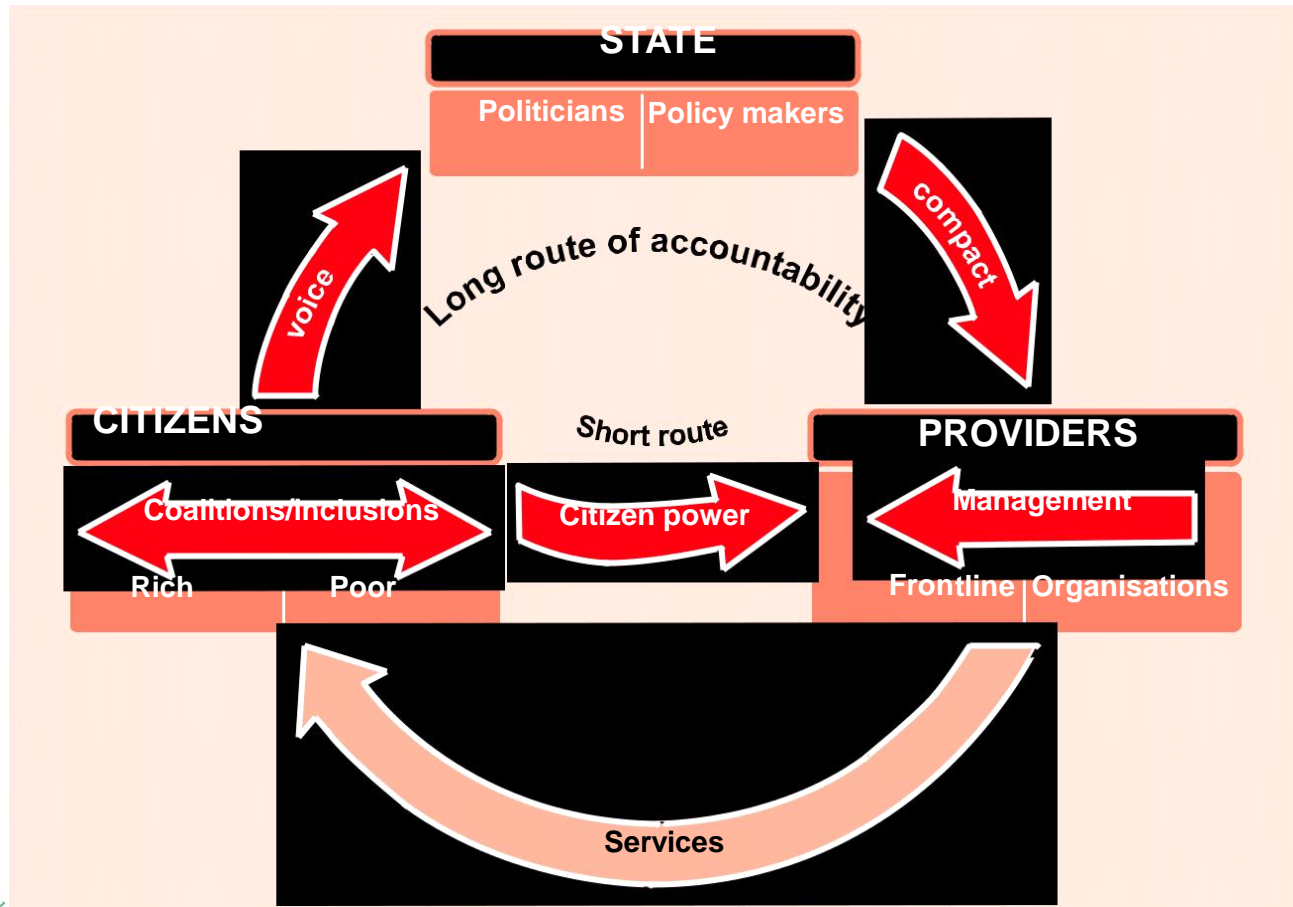 STATE
Politicians Policy makers
voice
compact
Long route of accountability
CITIZENS
Short route
PROVIDERS
Coalitions/inclusions
Citizen power
Management
Rich Poor
Frontline Organisations
Services